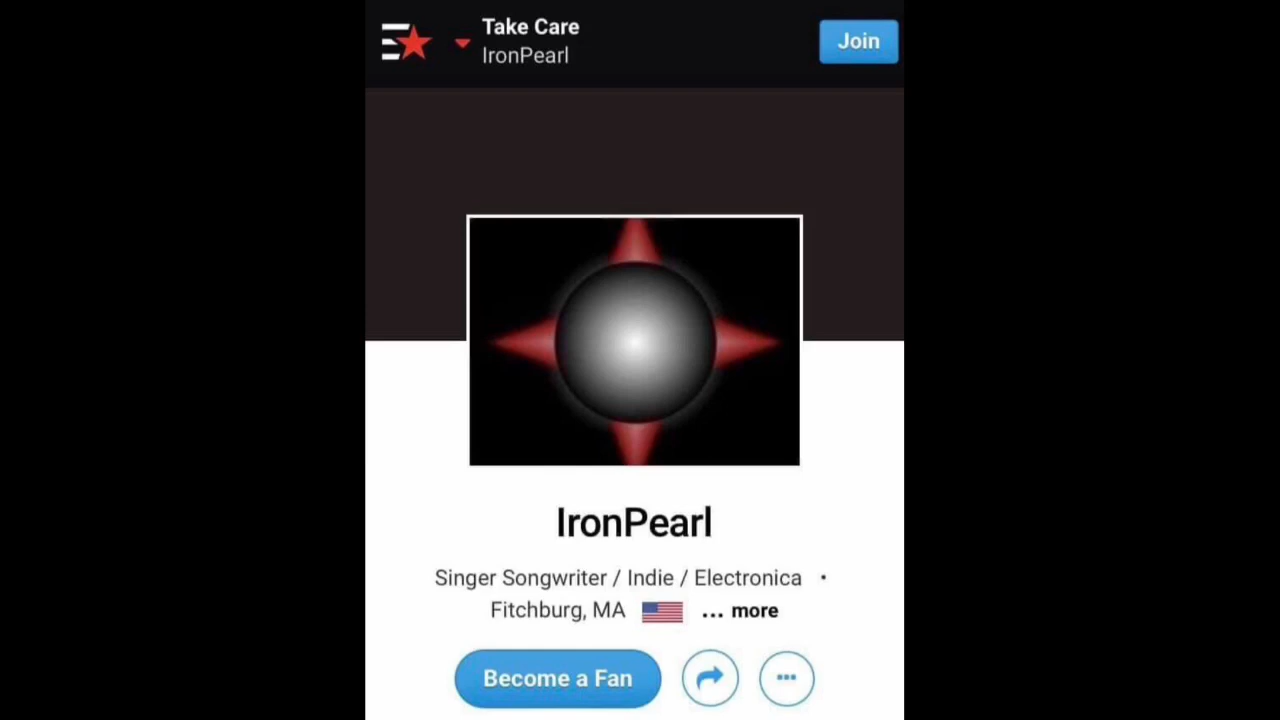 Take Care
IronPearl
Join
IronPearl
Singer Songwriter / Indie / Electronica •
Fitchburg, MA ... more
Become a Fan